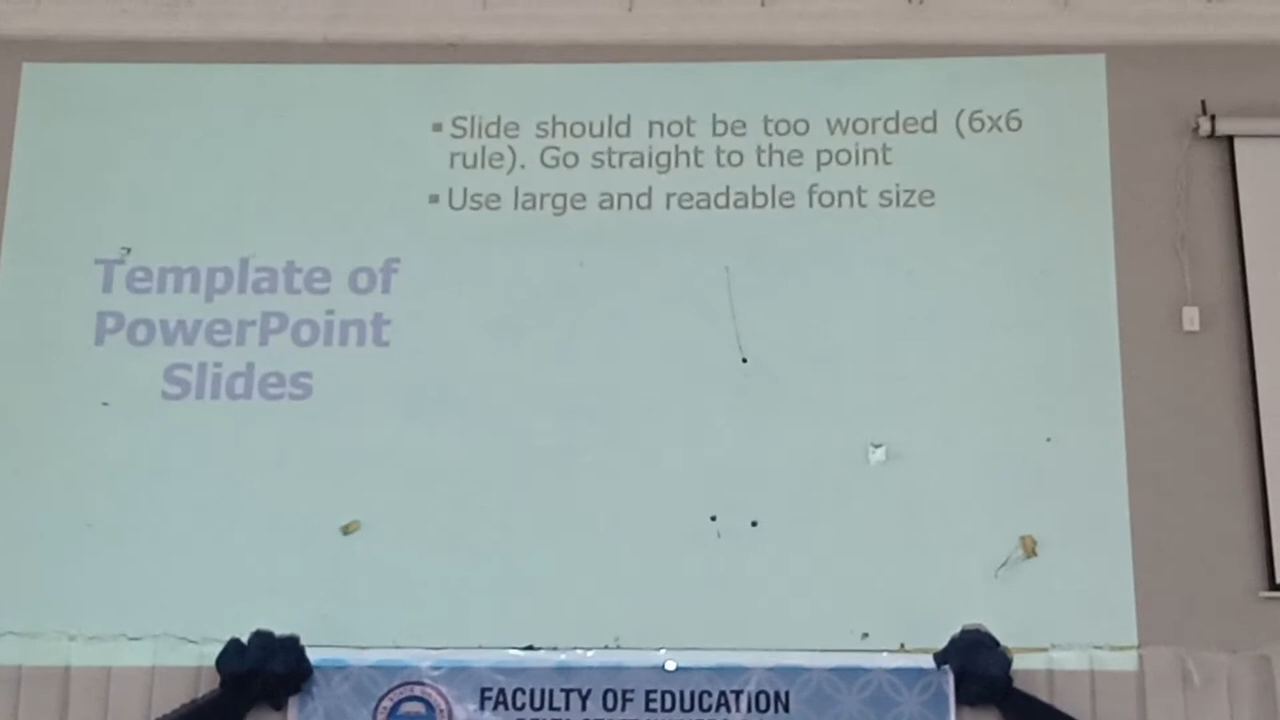 ▪ Slide should not be too worded (6x6
rule). Go straight to the point
▪ Use large and readable font size
Template of
PowerPoint
Slides
FACULTY OF EDUCATION